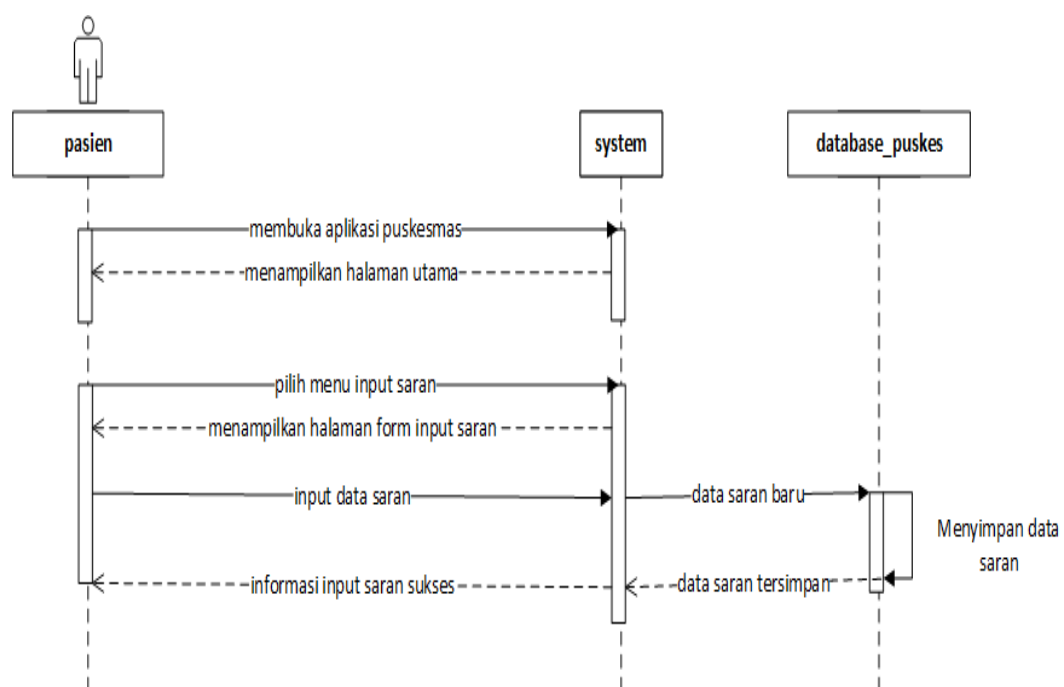 pasien
system
database_puskes
membuka aplikasi puskesmas
menampilkan halaman utama
pilih menu input saran
menampilkan halaman form input saran
input data saran
data saran baru
Menyimpan data
saran
informasi input saran sukses
data saran tersimpan